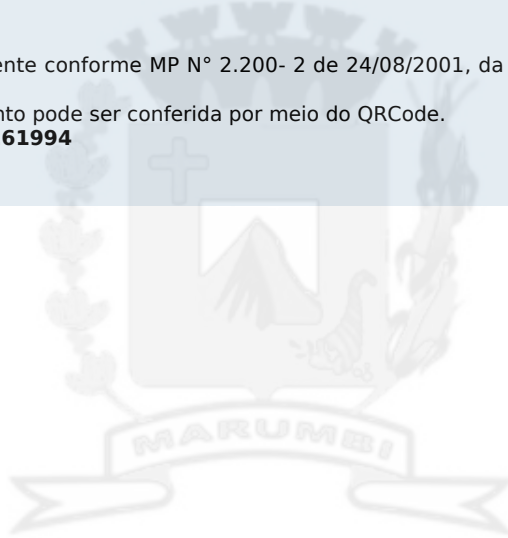 ente conforme MP N° 2.200- 2 de 24/08/2001, da
nto pode ser conferida por meio do QRCode.
61994
MARUMBI